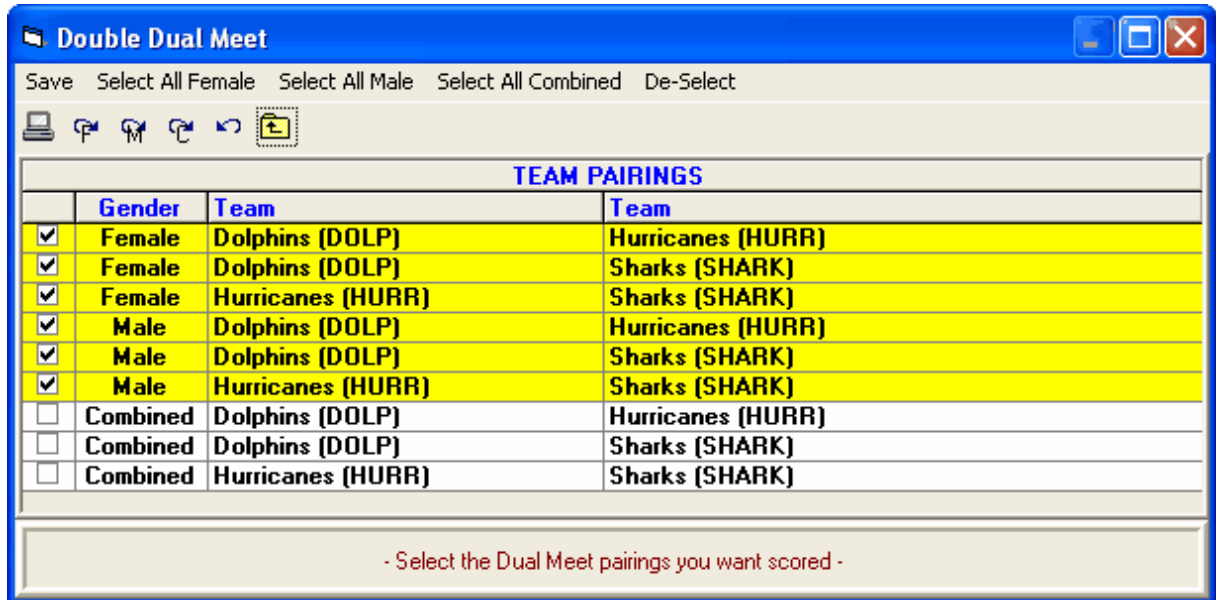 Double Dual Meet
Save Select All Female Select All Male Select All Combined De-Select
F M C
TEAM PAIRINGS
Gender Team Team
Female Dolphins (DOLP) Hurricanes (HURR)
Female Dolphins (DOLP) Sharks (SHARK)
Female Hurricanes (HURR) Sharks (SHARK)
Male Dolphins (DOLP) Hurricanes (HURR)
Male Dolphins (DOLP) Sharks (SHARK)
Male Hurricanes (HURR) Sharks (SHARK)
Combined Dolphins (DOLP) Hurricanes (HURR)
Combined Dolphins (DOLP) Sharks (SHARK)
Combined Hurricanes (HURR) Sharks (SHARK)
- Select the Dual Meet pairings you want scored -